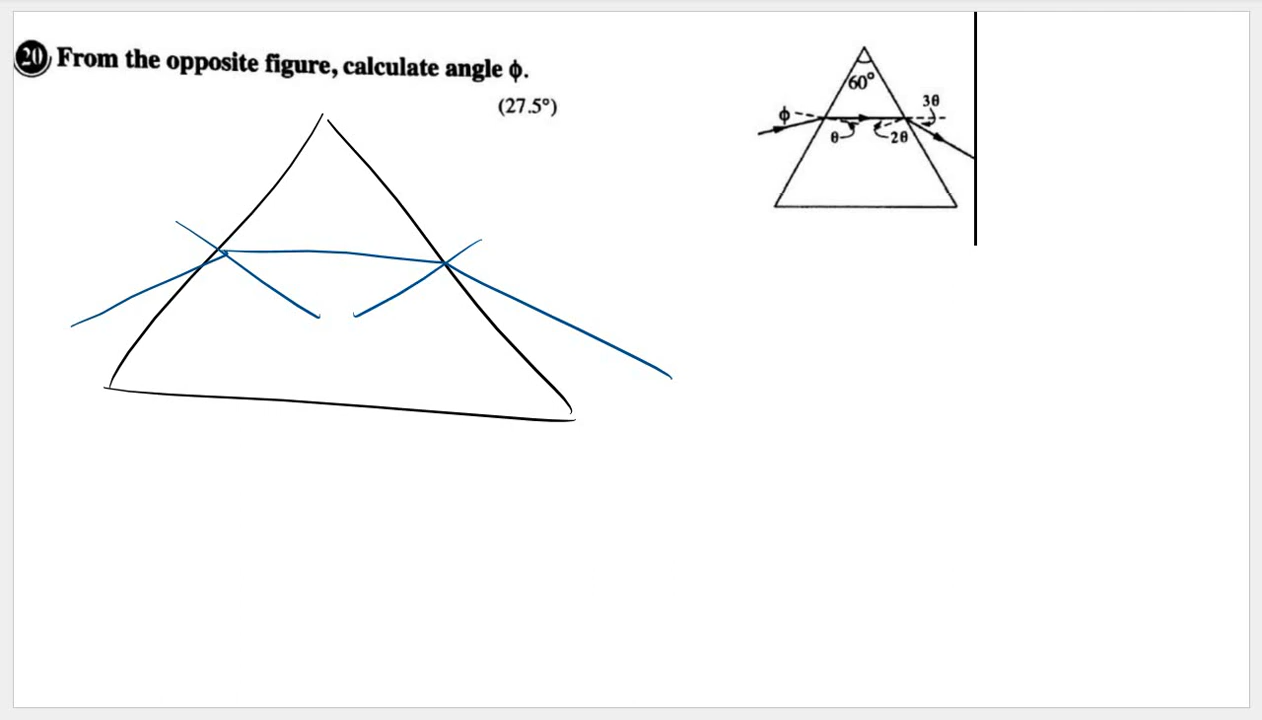 20 From the opposite figure, calculate angle ϕ.
(27.5°)
60°
3θ
ϕ
θ
2θ